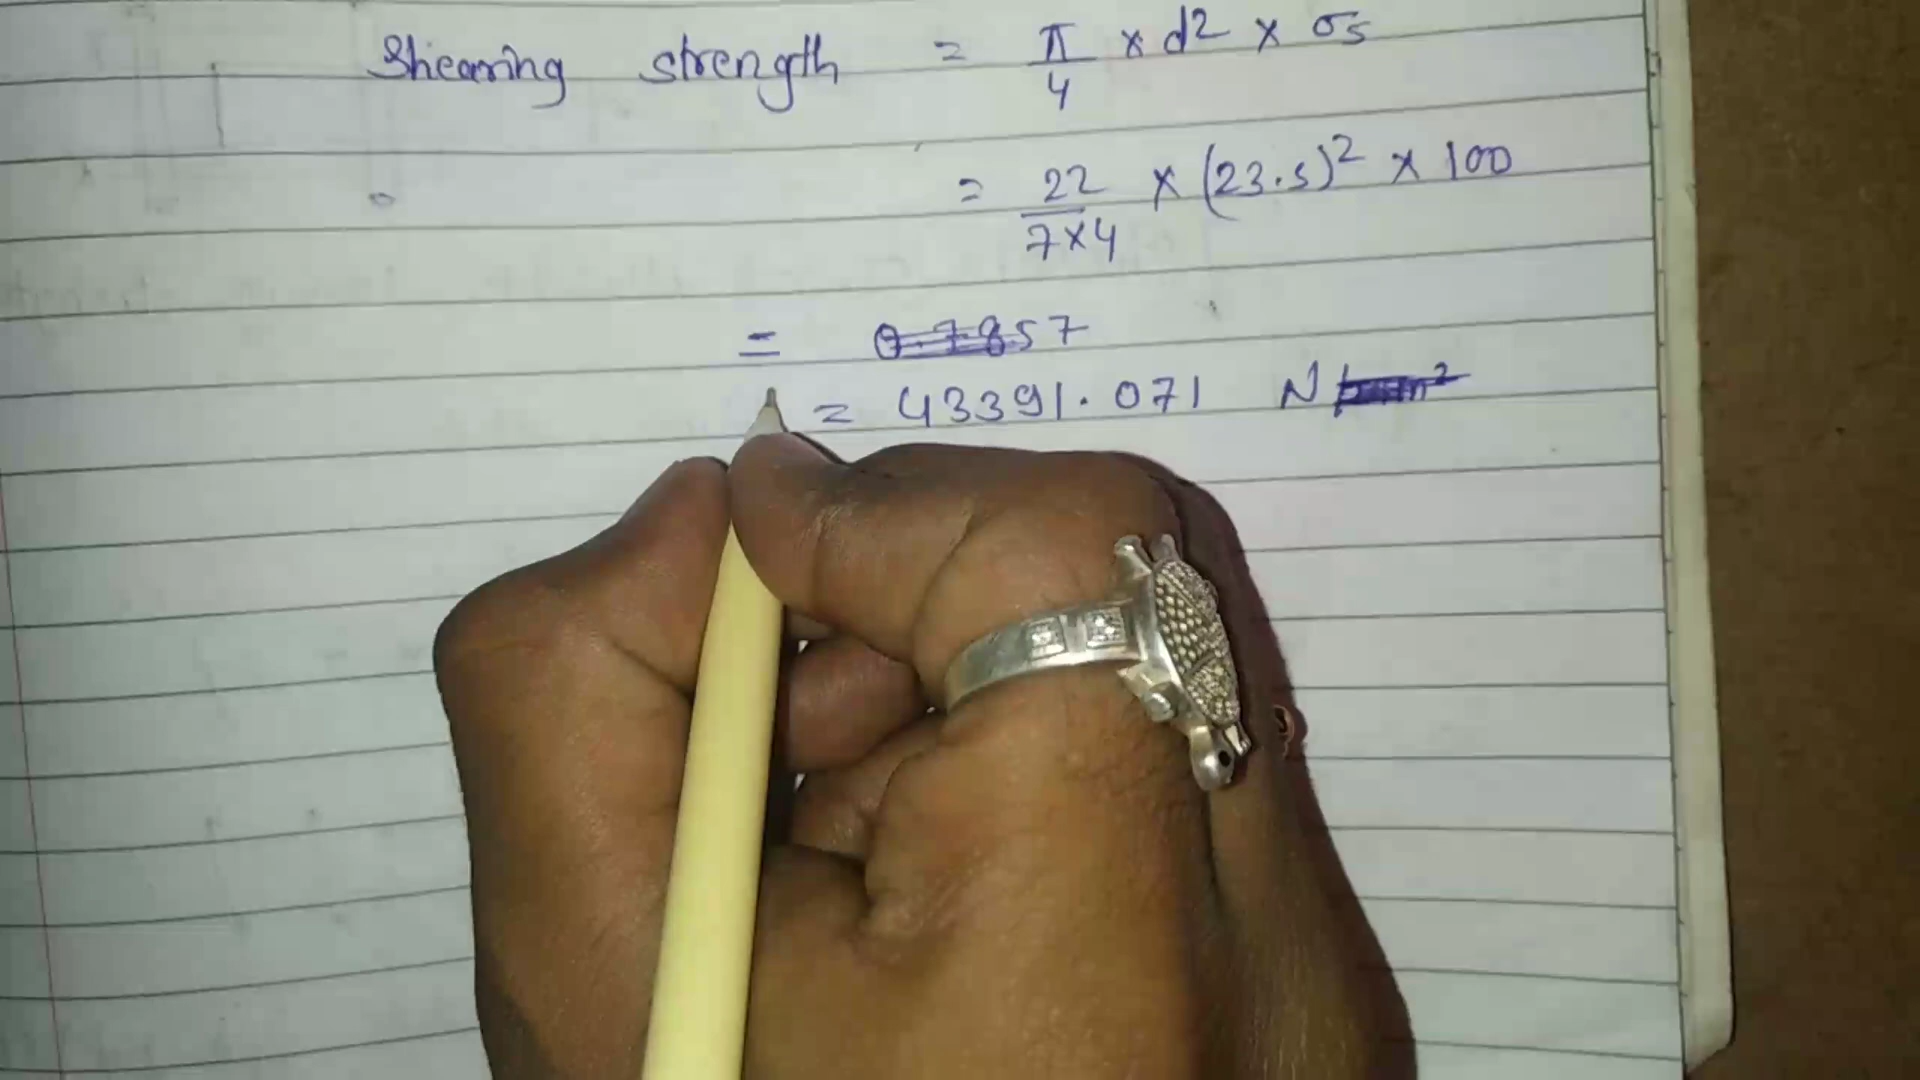 Shearing strength = π/4 × d2 × σs
= 22/7×4 × (23.5)² × 100
= 0.7857
= 43391.071 N